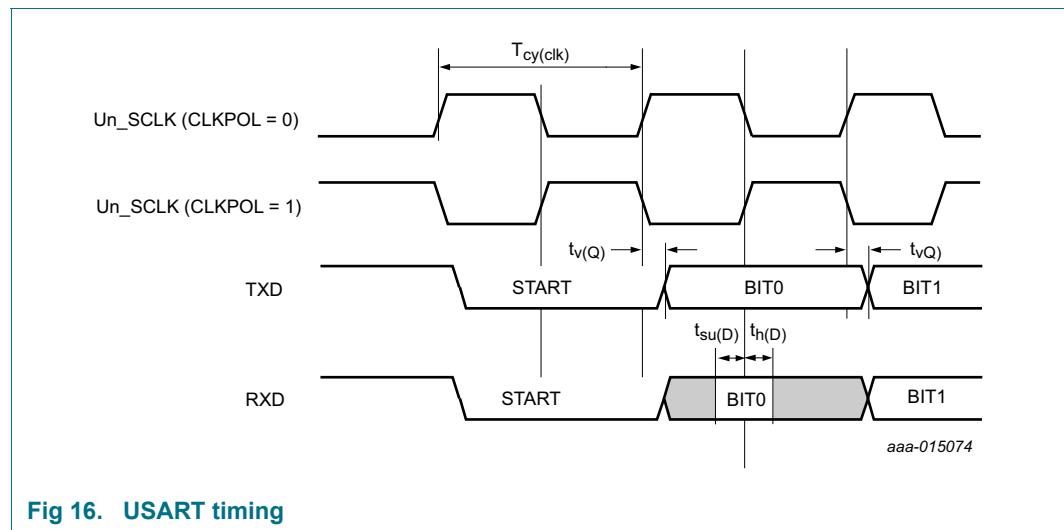 Tcy(clk)
Un_SCLK (CLKPOL = 0)
Un_SCLK (CLKPOL = 1)
tv(Q)
tvQ)
TXD
START
BIT0
BIT1
tsu(D)
th(D)
RXD
START
BIT0
BIT1
aaa-015074
Fig 16. USART timing